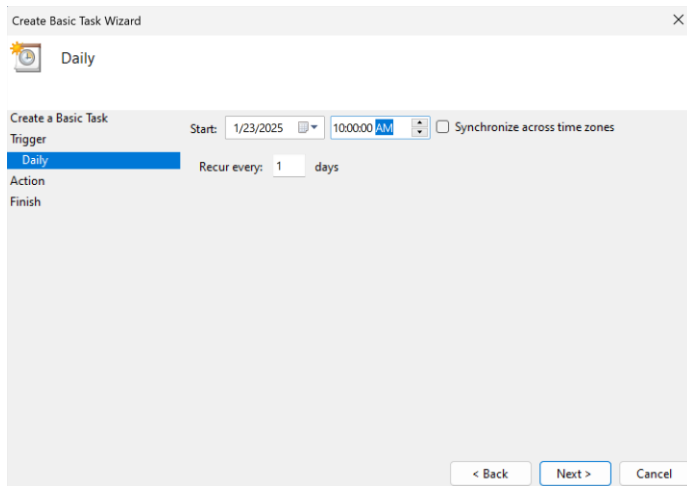 Create Basic Task Wizard
Daily
Create a Basic Task
Trigger
Daily
Action
Finish
Start: 1/23/2025 10:00:00 AM Synchronize across time zones
Recur every: 1 days
< Back Next > Cancel